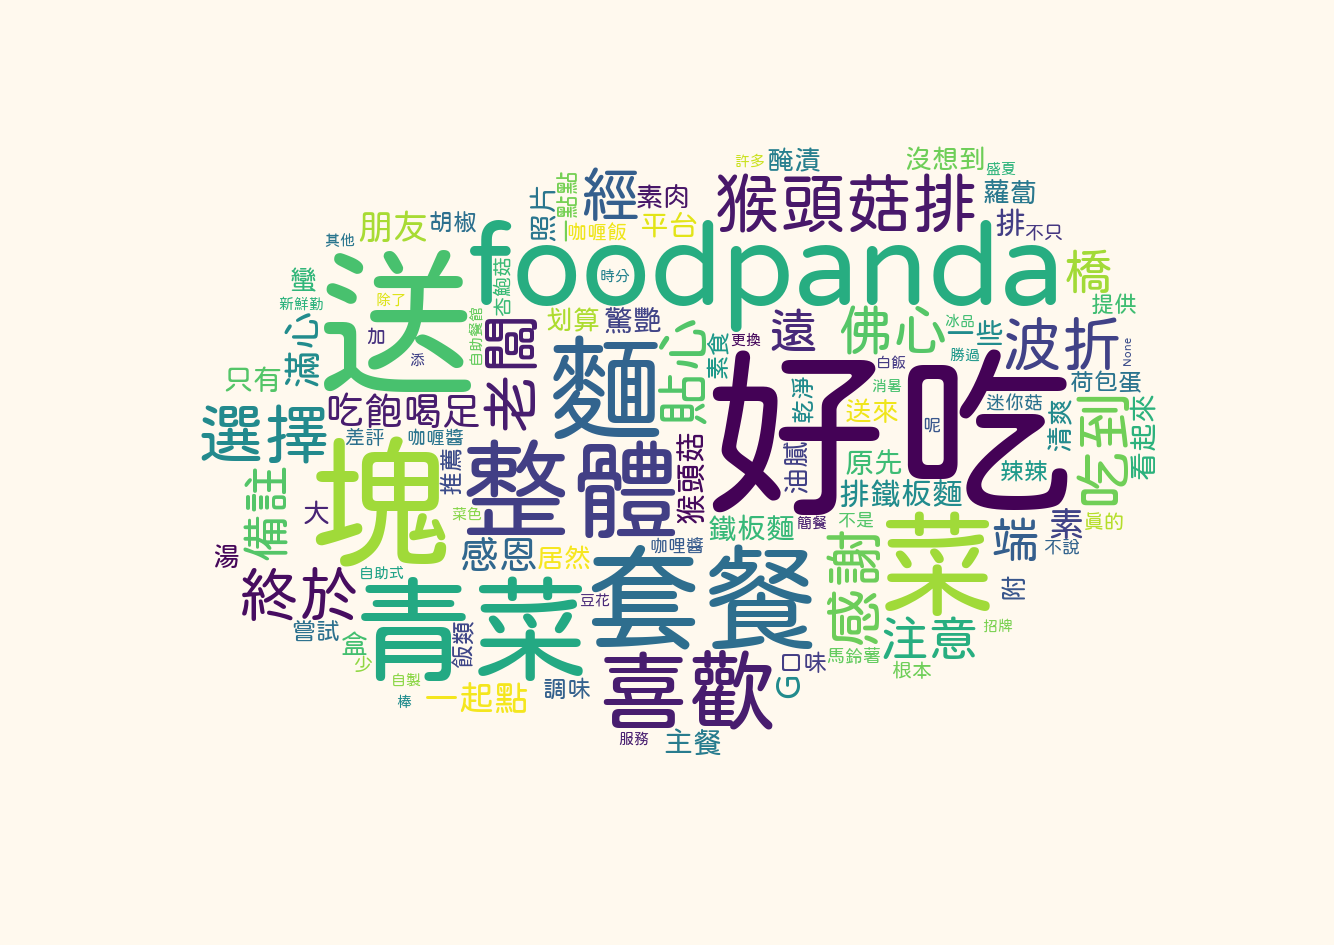 許多
醃漬
沒想到
盛夏
照片
一點點
經
素肉
猴頭菇排
蘿蔔
其他
朋友
胡椒
咖喱飯
平台
排
不只
送
foodpanda
橋
蠻
新鮮勤
除了
杏鮑菇
時分
提供
滿心
加
添
自助餐館
老闆
划算
驚艷
貼心
遠
佛心
冰品
一些
波折
None
麵
素食
更換
勝過
只有
白飯
好吃
荷包蛋
選擇
吃飽喝足
乾淨
消暑
送來
呢
迷你菇
清爽
吃到
看起來
差評
咖喱醬
塊
推薦
整體
猴頭菇
油膩
原先
辣辣
備註
大
菜色
排鐵板麵
鐵板麵
簡餐
不是
菜
端
素
真的
不說
湯
感恩
居然
咖哩醬
感謝
終於
自助式
青菜
豆花
套餐
附
嘗試
盒
少
飯類
注意
招牌
喜歡
口味
馬鈴薯
根本
自製
棒
一起點
調味
G
服務
主餐